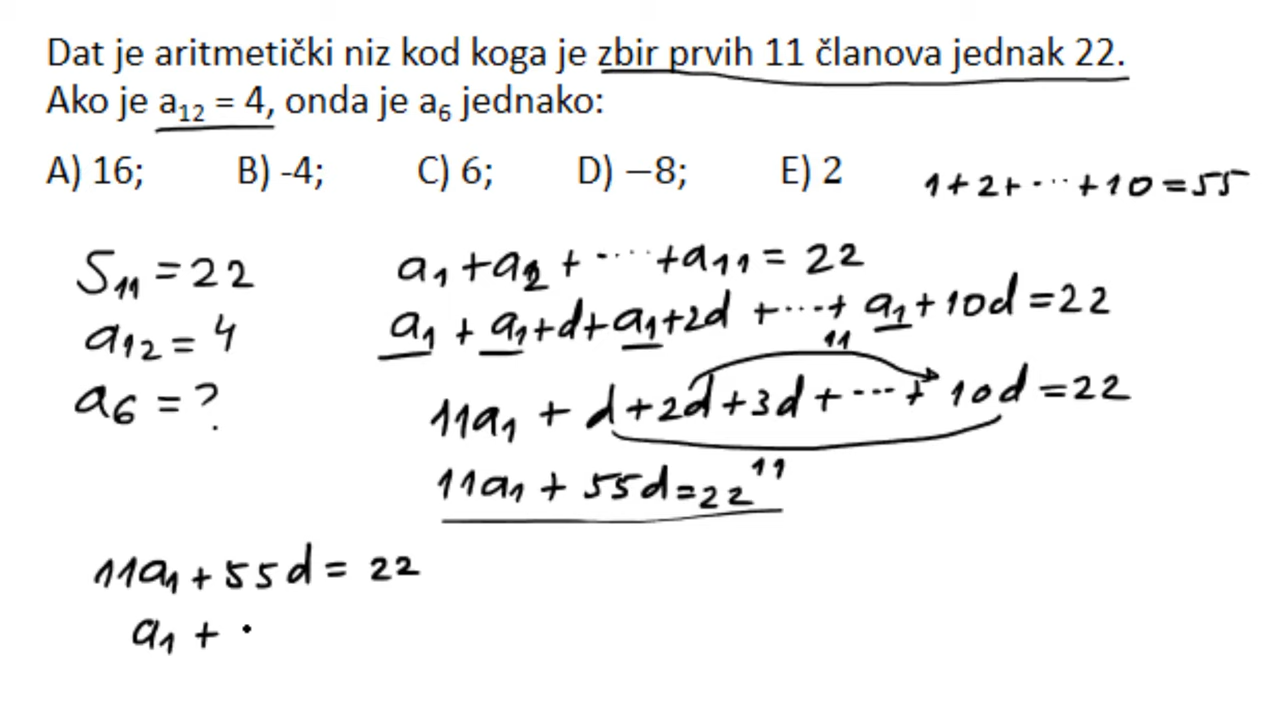 Dat je aritmetički niz kod koga je zbir prvih 11 članova jednak 22.
Ako je a₁₂ = 4, onda je a₆ jednako:
A) 16; B) -4; C) 6; D) −8; E) 2
1+2+⋯+10=55
S₁₁ = 22
a₁₂ = 4
a₆ = ?
a₁ + a₂ + ⋯ + a₁₁ = 22
a₁ + a₁+d+a₁+2d + ⋯ + a₁+10d = 22
11
11a₁ + d+2d+3d+⋯+ 10d = 22
11a₁ + 55d = 22
11
11a₁ + 55d = 22
a₁ + ·